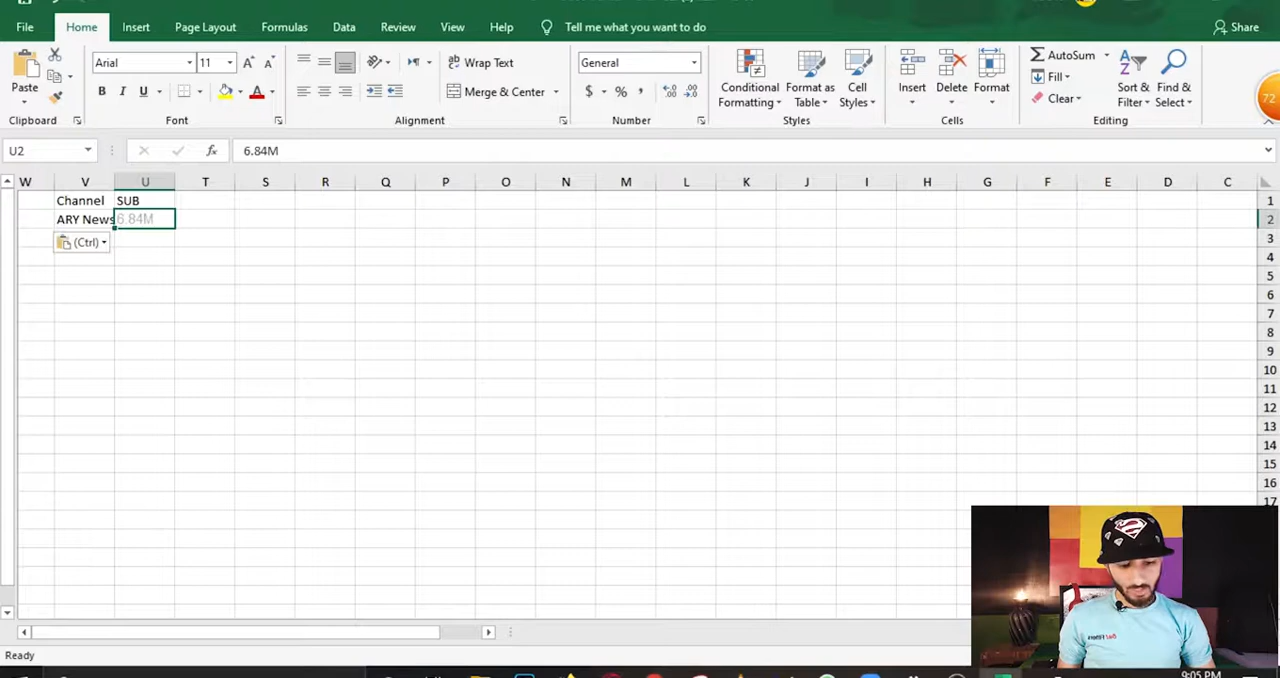 File Home Insert Page Layout Formulas Data Review View Help Tell me what you want to do Share
Paste
Clipboard
Arial 11
B I U
Font
Wrap Text
Merge & Center
Alignment
General
$ % ,
Number
Conditional Formatting
Format as Table
Cell Styles
Styles
Insert Delete Format
Cells
AutoSum
Fill
Clear
Sort & Filter
Find & Select
Editing
72
U2 fx 6.84M
W V U T S R Q P O N M L K J I H G F E D C
Channel SUB 1
ARY News 6.84M 2
(Ctrl) 3
4
5
6
7
8
9
10
11
12
13
14
15
16
17
Ready
9:05 PM